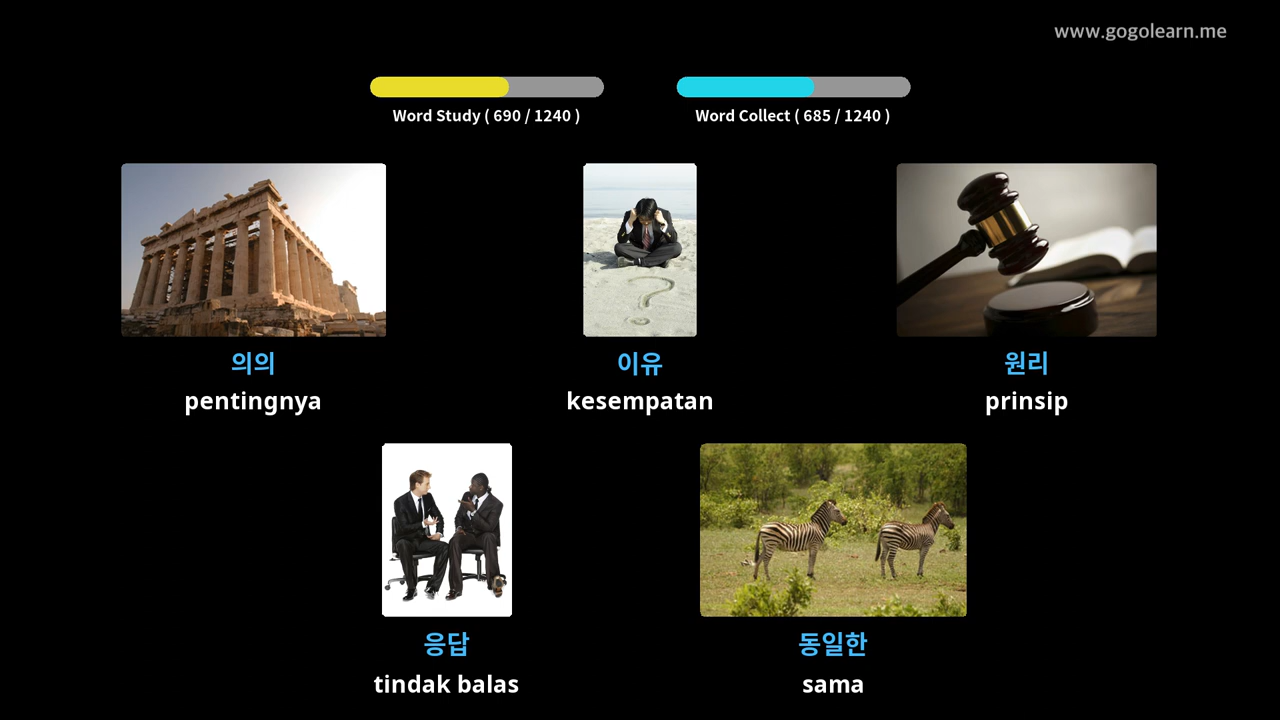 www.gogolearn.me
Word Study ( 690 / 1240 )
Word Collect ( 685 / 1240 )
의의
pentingnya
이유
kesempatan
원리
prinsip
응답
tindak balas
동일한
sama